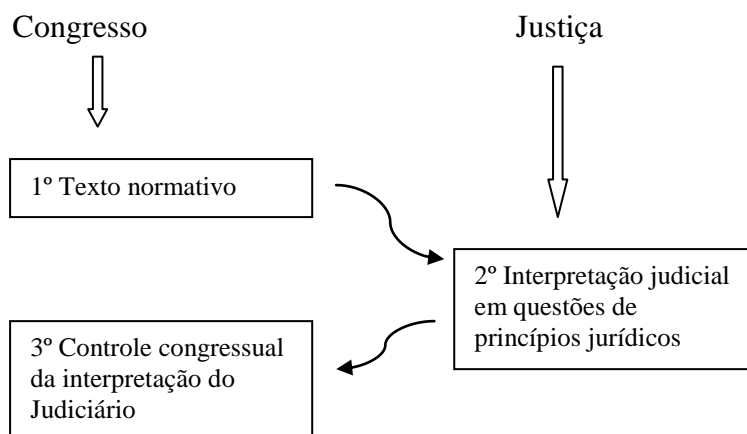 Congresso
Justiça
1º Texto normativo
2º Interpretação judicial
em questões de
princípios jurídicos
3º Controle congressual
da interpretação do
Judiciário